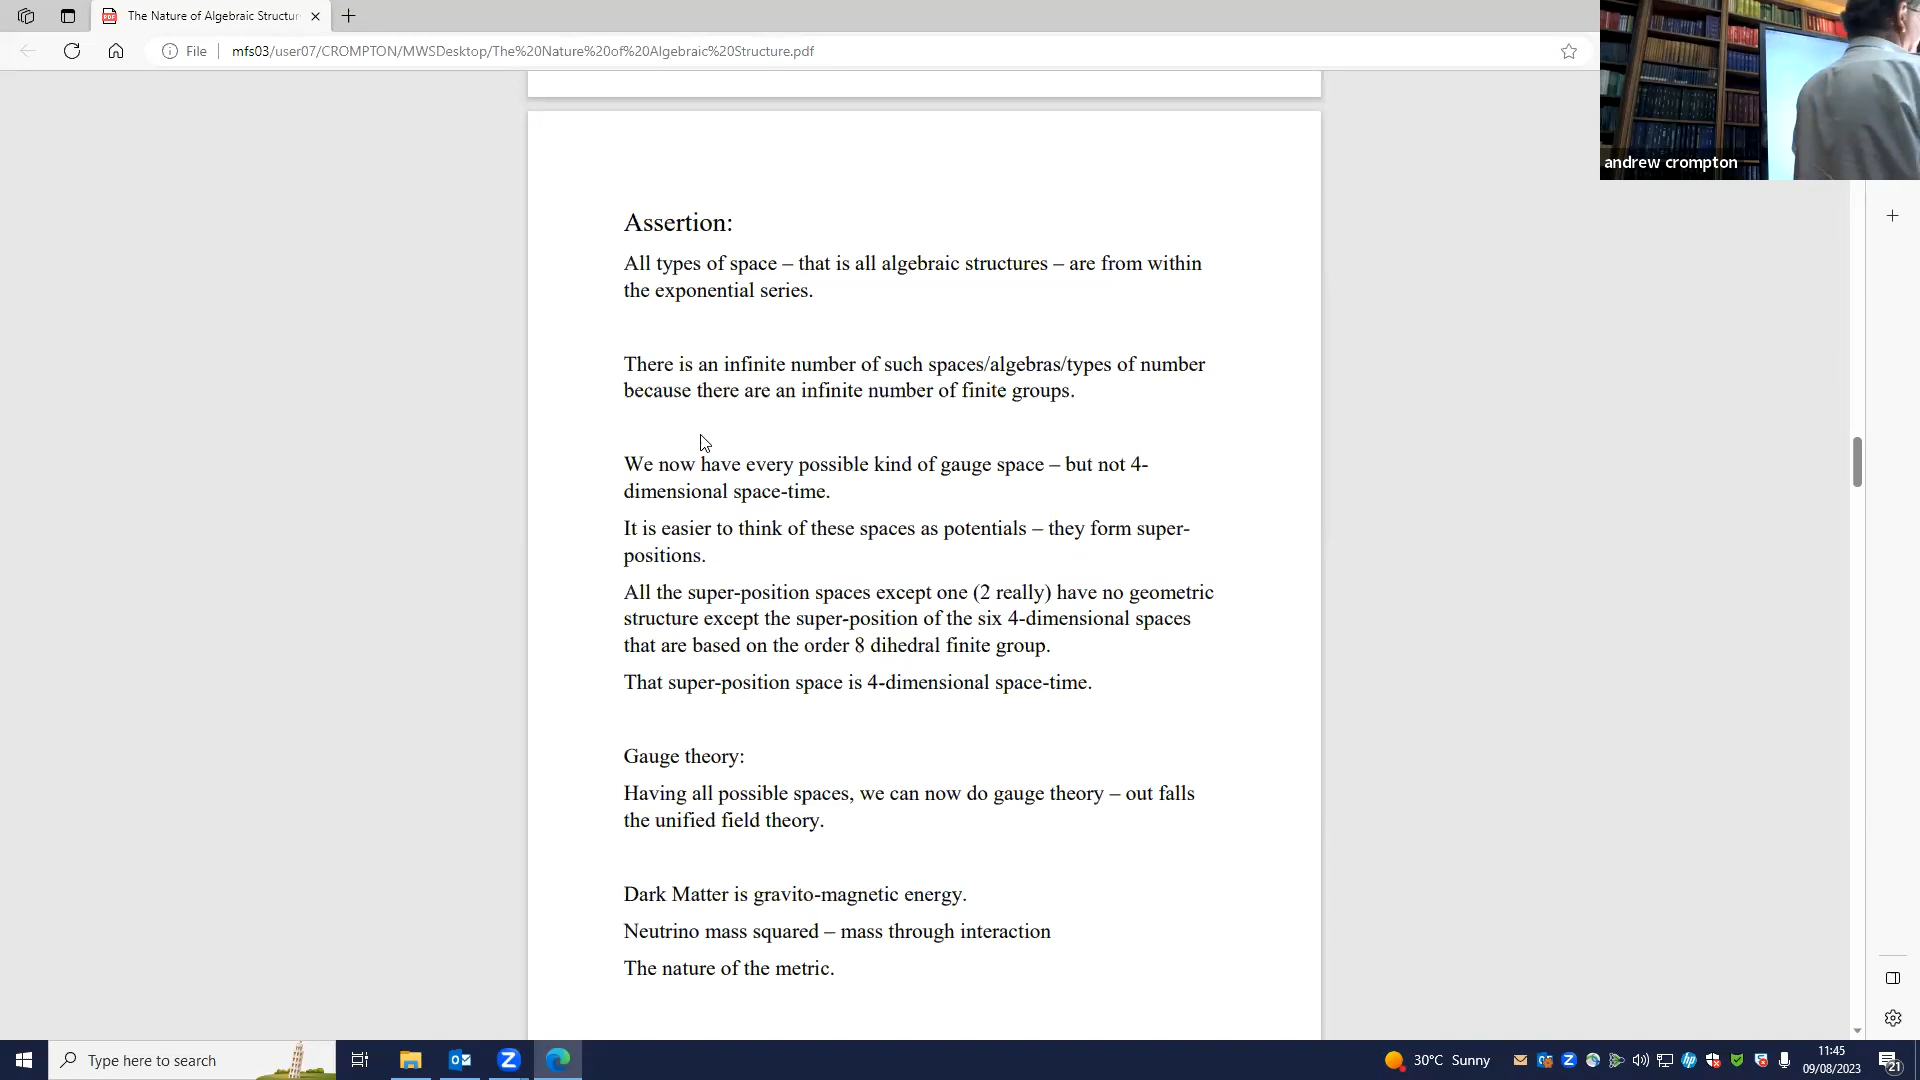 The Nature of Algebraic Structur
File
mfs03/user07/CROMPTON/MWSDesktop/The%20Nature%20of%20Algebraic%20Structure.pdf
andrew crompton
Assertion:
All types of space – that is all algebraic structures – are from within
the exponential series.
There is an infinite number of such spaces/algebras/types of number
because there are an infinite number of finite groups.
We now have every possible kind of gauge space – but not 4-
dimensional space-time.
It is easier to think of these spaces as potentials – they form super-
positions.
All the super-position spaces except one (2 really) have no geometric
structure except the super-position of the six 4-dimensional spaces
that are based on the order 8 dihedral finite group.
That super-position space is 4-dimensional space-time.
Gauge theory:
Having all possible spaces, we can now do gauge theory – out falls
the unified field theory.
Dark Matter is gravito-magnetic energy.
Neutrino mass squared – mass through interaction
The nature of the metric.
Type here to search
30°C Sunny
11:45
09/08/2023
21